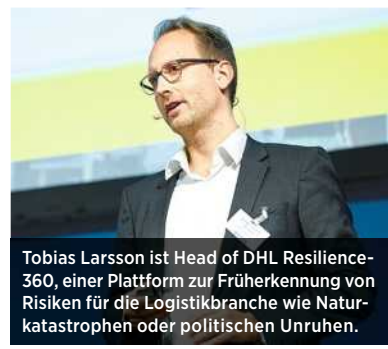 Tobias Larsson ist Head of DHL Resilience-
360, einer Plattform zur Früherkennung von
Risiken für die Logistikbranche wie Natur-
katastrophen oder politischen Unruhen.